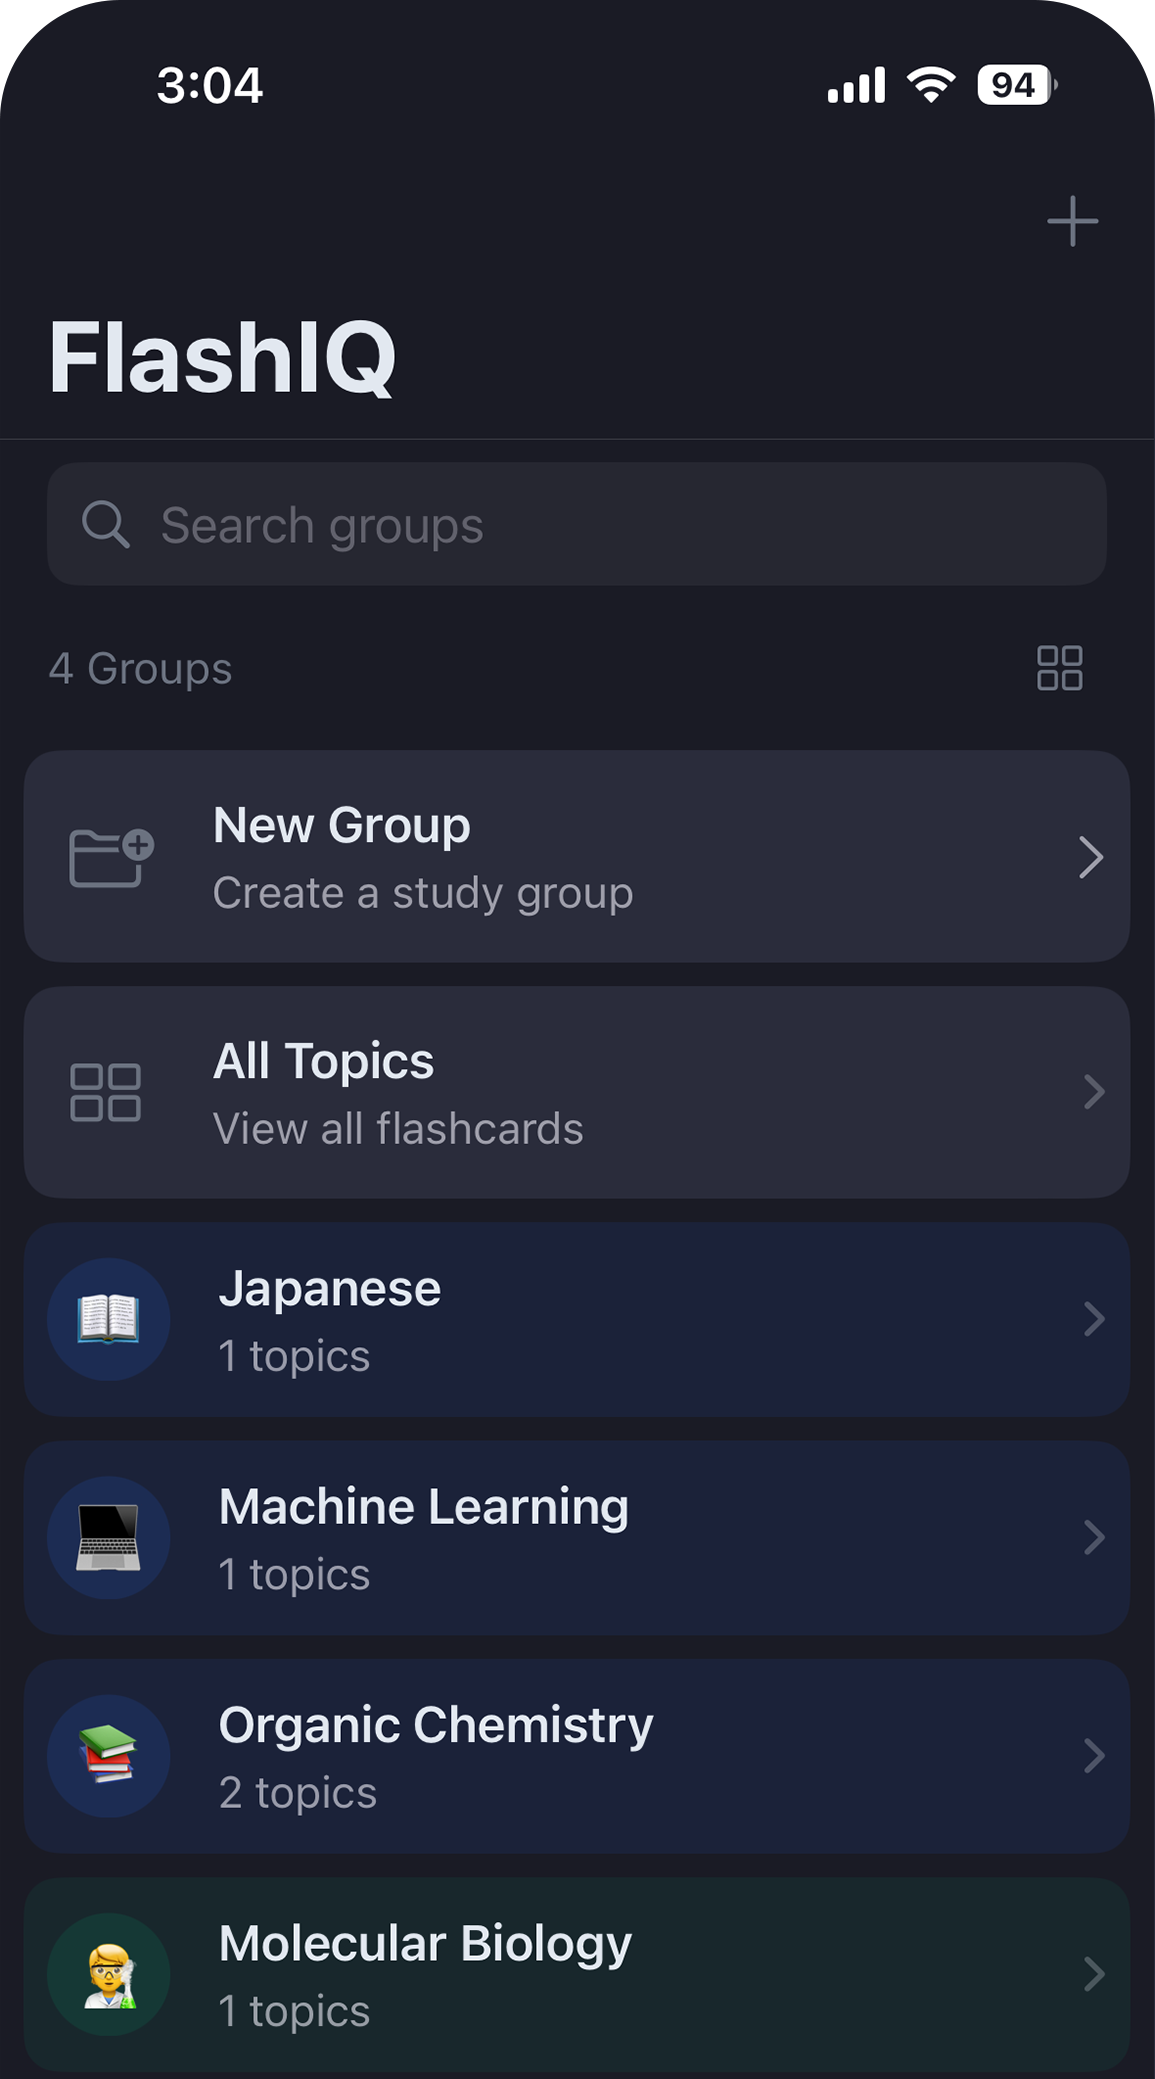 3:04
94
FlashIQ
Search groups
4 Groups
New Group
Create a study group
All Topics
View all flashcards
Japanese
1 topics
Machine Learning
1 topics
Organic Chemistry
2 topics
Molecular Biology
1 topics